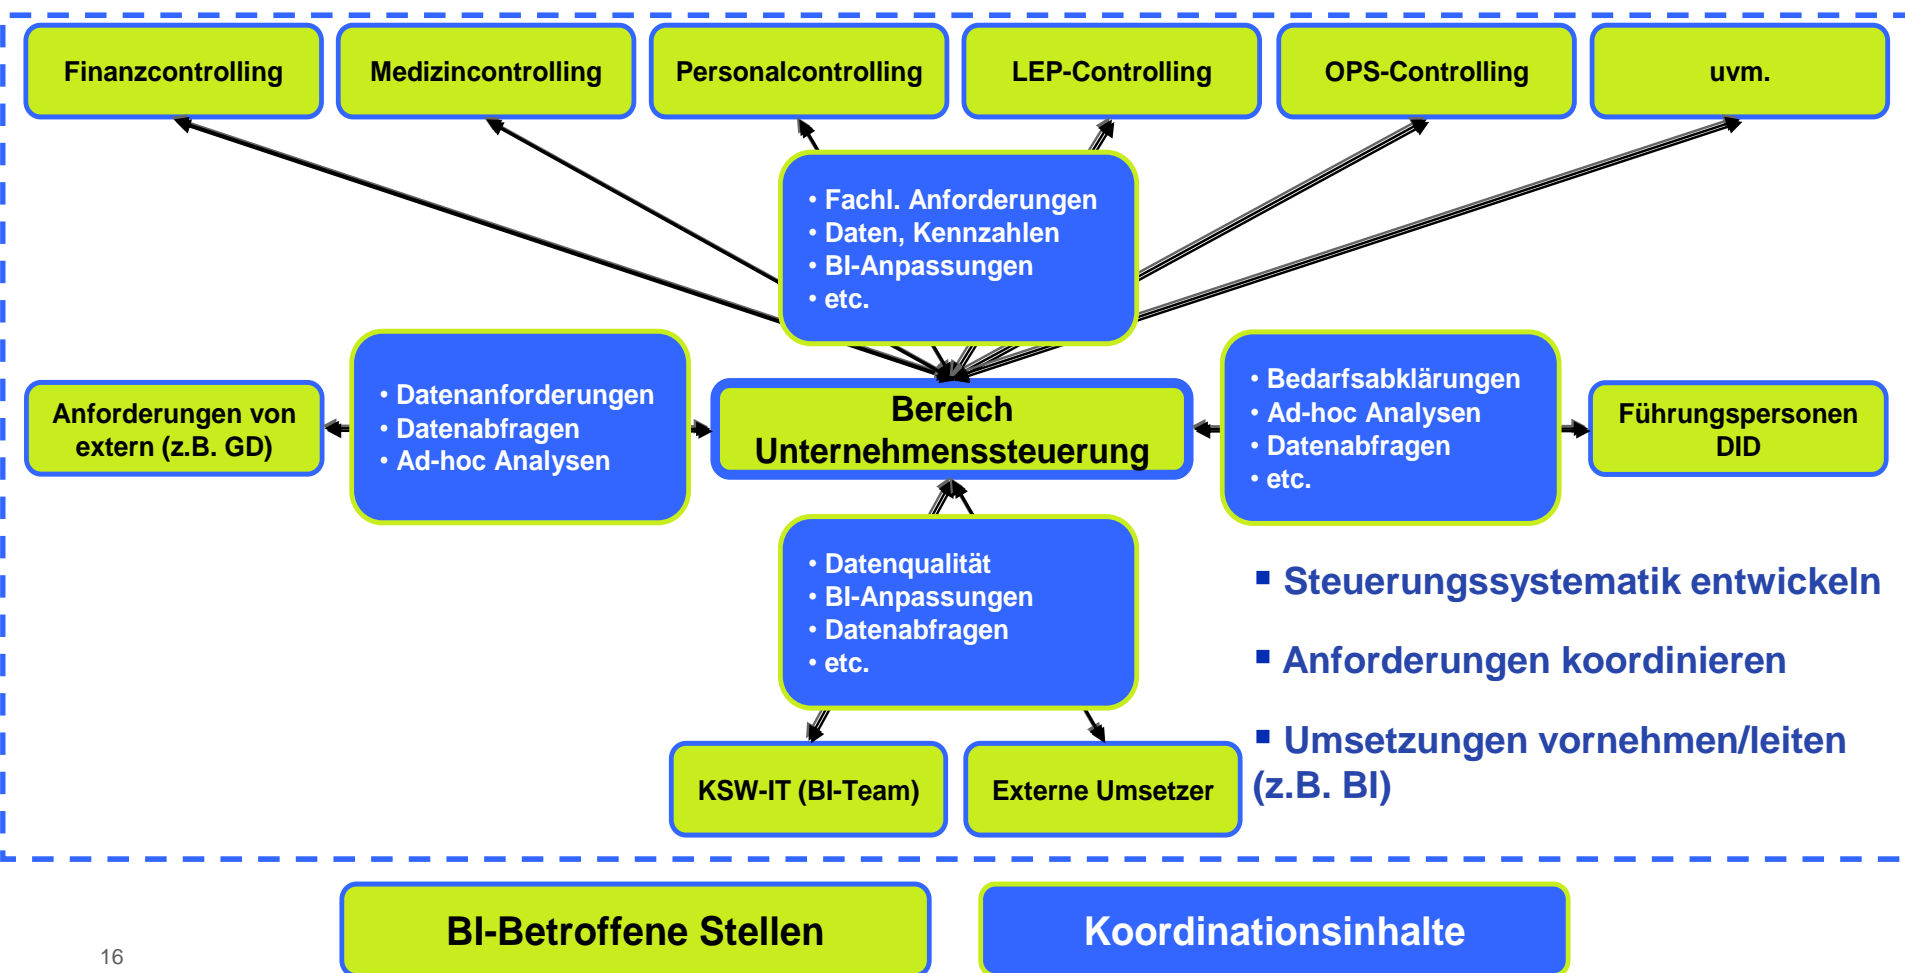 Finanzcontrolling
Medizincontrolling
Personalcontrolling
LEP-Controlling
OPS-Controlling
uvm.
• Fachl. Anforderungen
• Daten, Kennzahlen
• BI-Anpassungen
• etc.
Anforderungen von
extern (z.B. GD)
• Datenanforderungen
• Datenabfragen
• Ad-hoc Analysen
Bereich
Unternehmenssteuerung
• Bedarfsabklärungen
• Ad-hoc Analysen
• Datenabfragen
• etc.
Führungspersonen
DID
• Datenqualität
• BI-Anpassungen
• Datenabfragen
• etc.
▪ Steuerungssystematik entwickeln
▪ Anforderungen koordinieren
▪ Umsetzungen vornehmen/leiten
(z.B. BI)
KSW-IT (BI-Team)
Externe Umsetzer
BI-Betroffene Stellen
Koordinationsinhalte
16